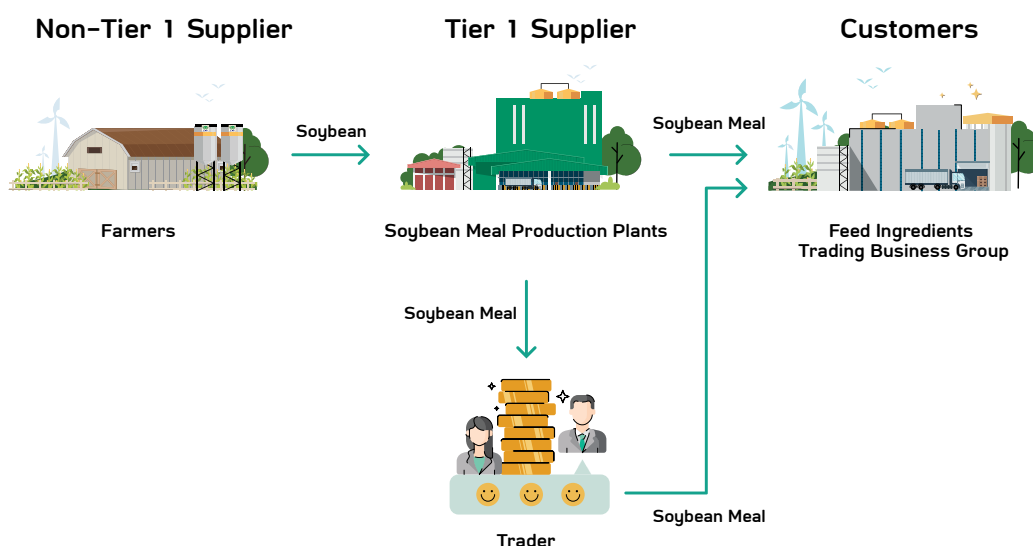 Non-Tier 1 Supplier
Tier 1 Supplier
Customers
Soybean
Soybean Meal
Farmers
Soybean Meal Production Plants
Feed Ingredients
Trading Business Group
Soybean Meal
Soybean Meal
Trader